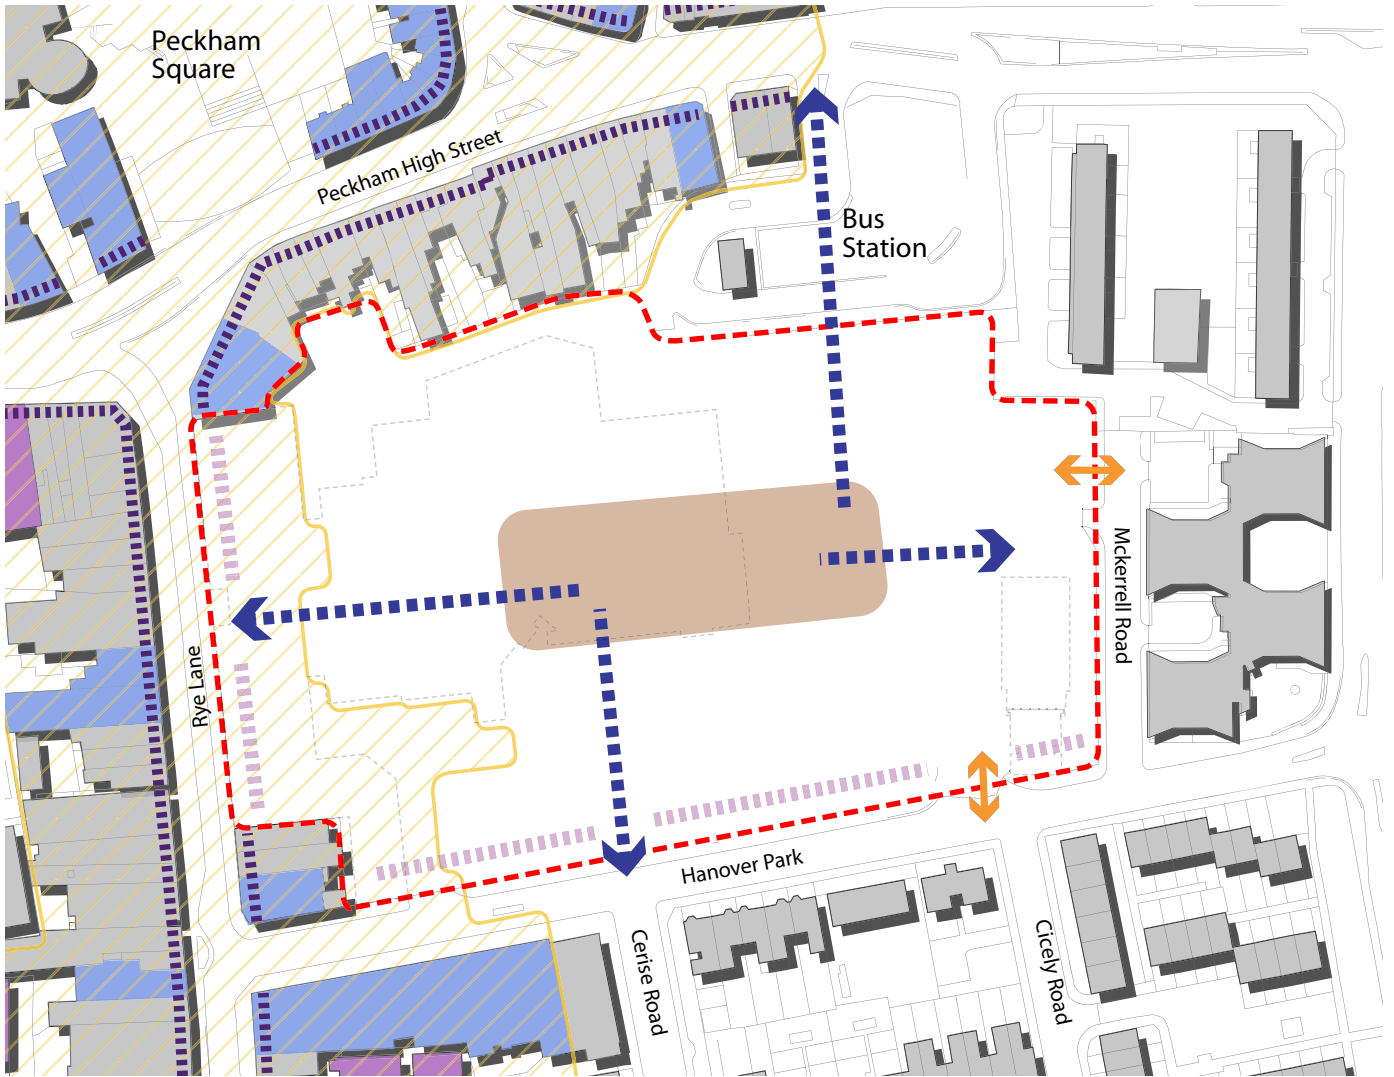 Peckham
Square
Peckham High Street
Bus
Station
Mckerrell Road
Rye Lane
Hanover Park
Cerise Road
Cicely Road